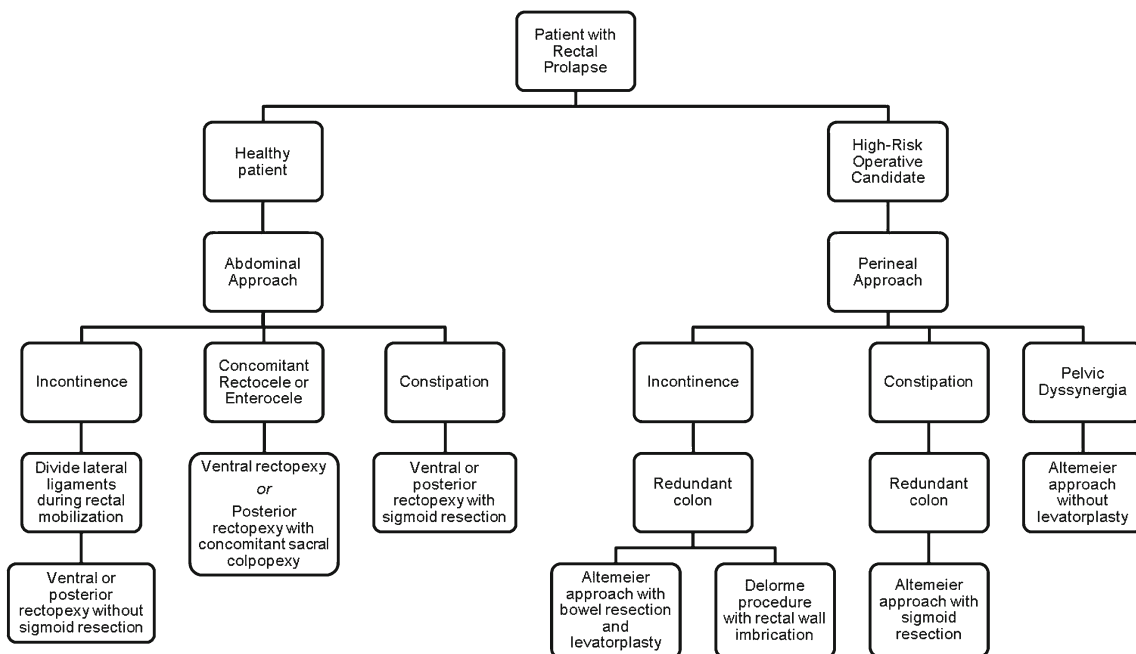 Patient with
Rectal
Prolapse
Healthy
patient
High-Risk
Operative
Candidate
Abdominal
Approach
Perineal
Approach
Incontinence
Concomitant
Rectocele or
Enterocele
Constipation
Incontinence
Constipation
Pelvic
Dyssynergia
Divide lateral
ligaments
during rectal
mobilization
Ventral rectopexy
or
Posterior
rectopexy with
concomitant sacral
colpopexy
Ventral or
posterior
rectopexy with
sigmoid resection
Redundant
colon
Redundant
colon
Altemeier
approach
without
levatorplasty
Ventral or
posterior
rectopexy without
sigmoid resection
Altemeier
approach with
bowel resection
and
levatorplasty
Delorme
procedure
with rectal wall
imbrication
Altemeier
approach with
sigmoid
resection